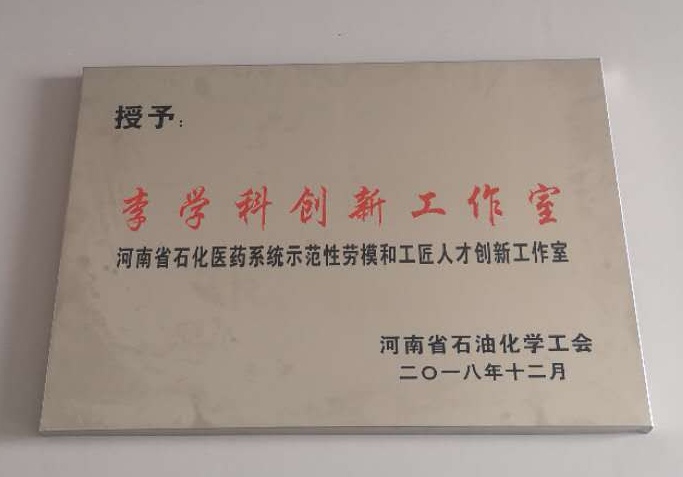 授予：
李学科创新工作室
河南省石化医药系统示范性劳模和工匠人才创新工作室
河南省石油化学工会
二〇一八年十二月